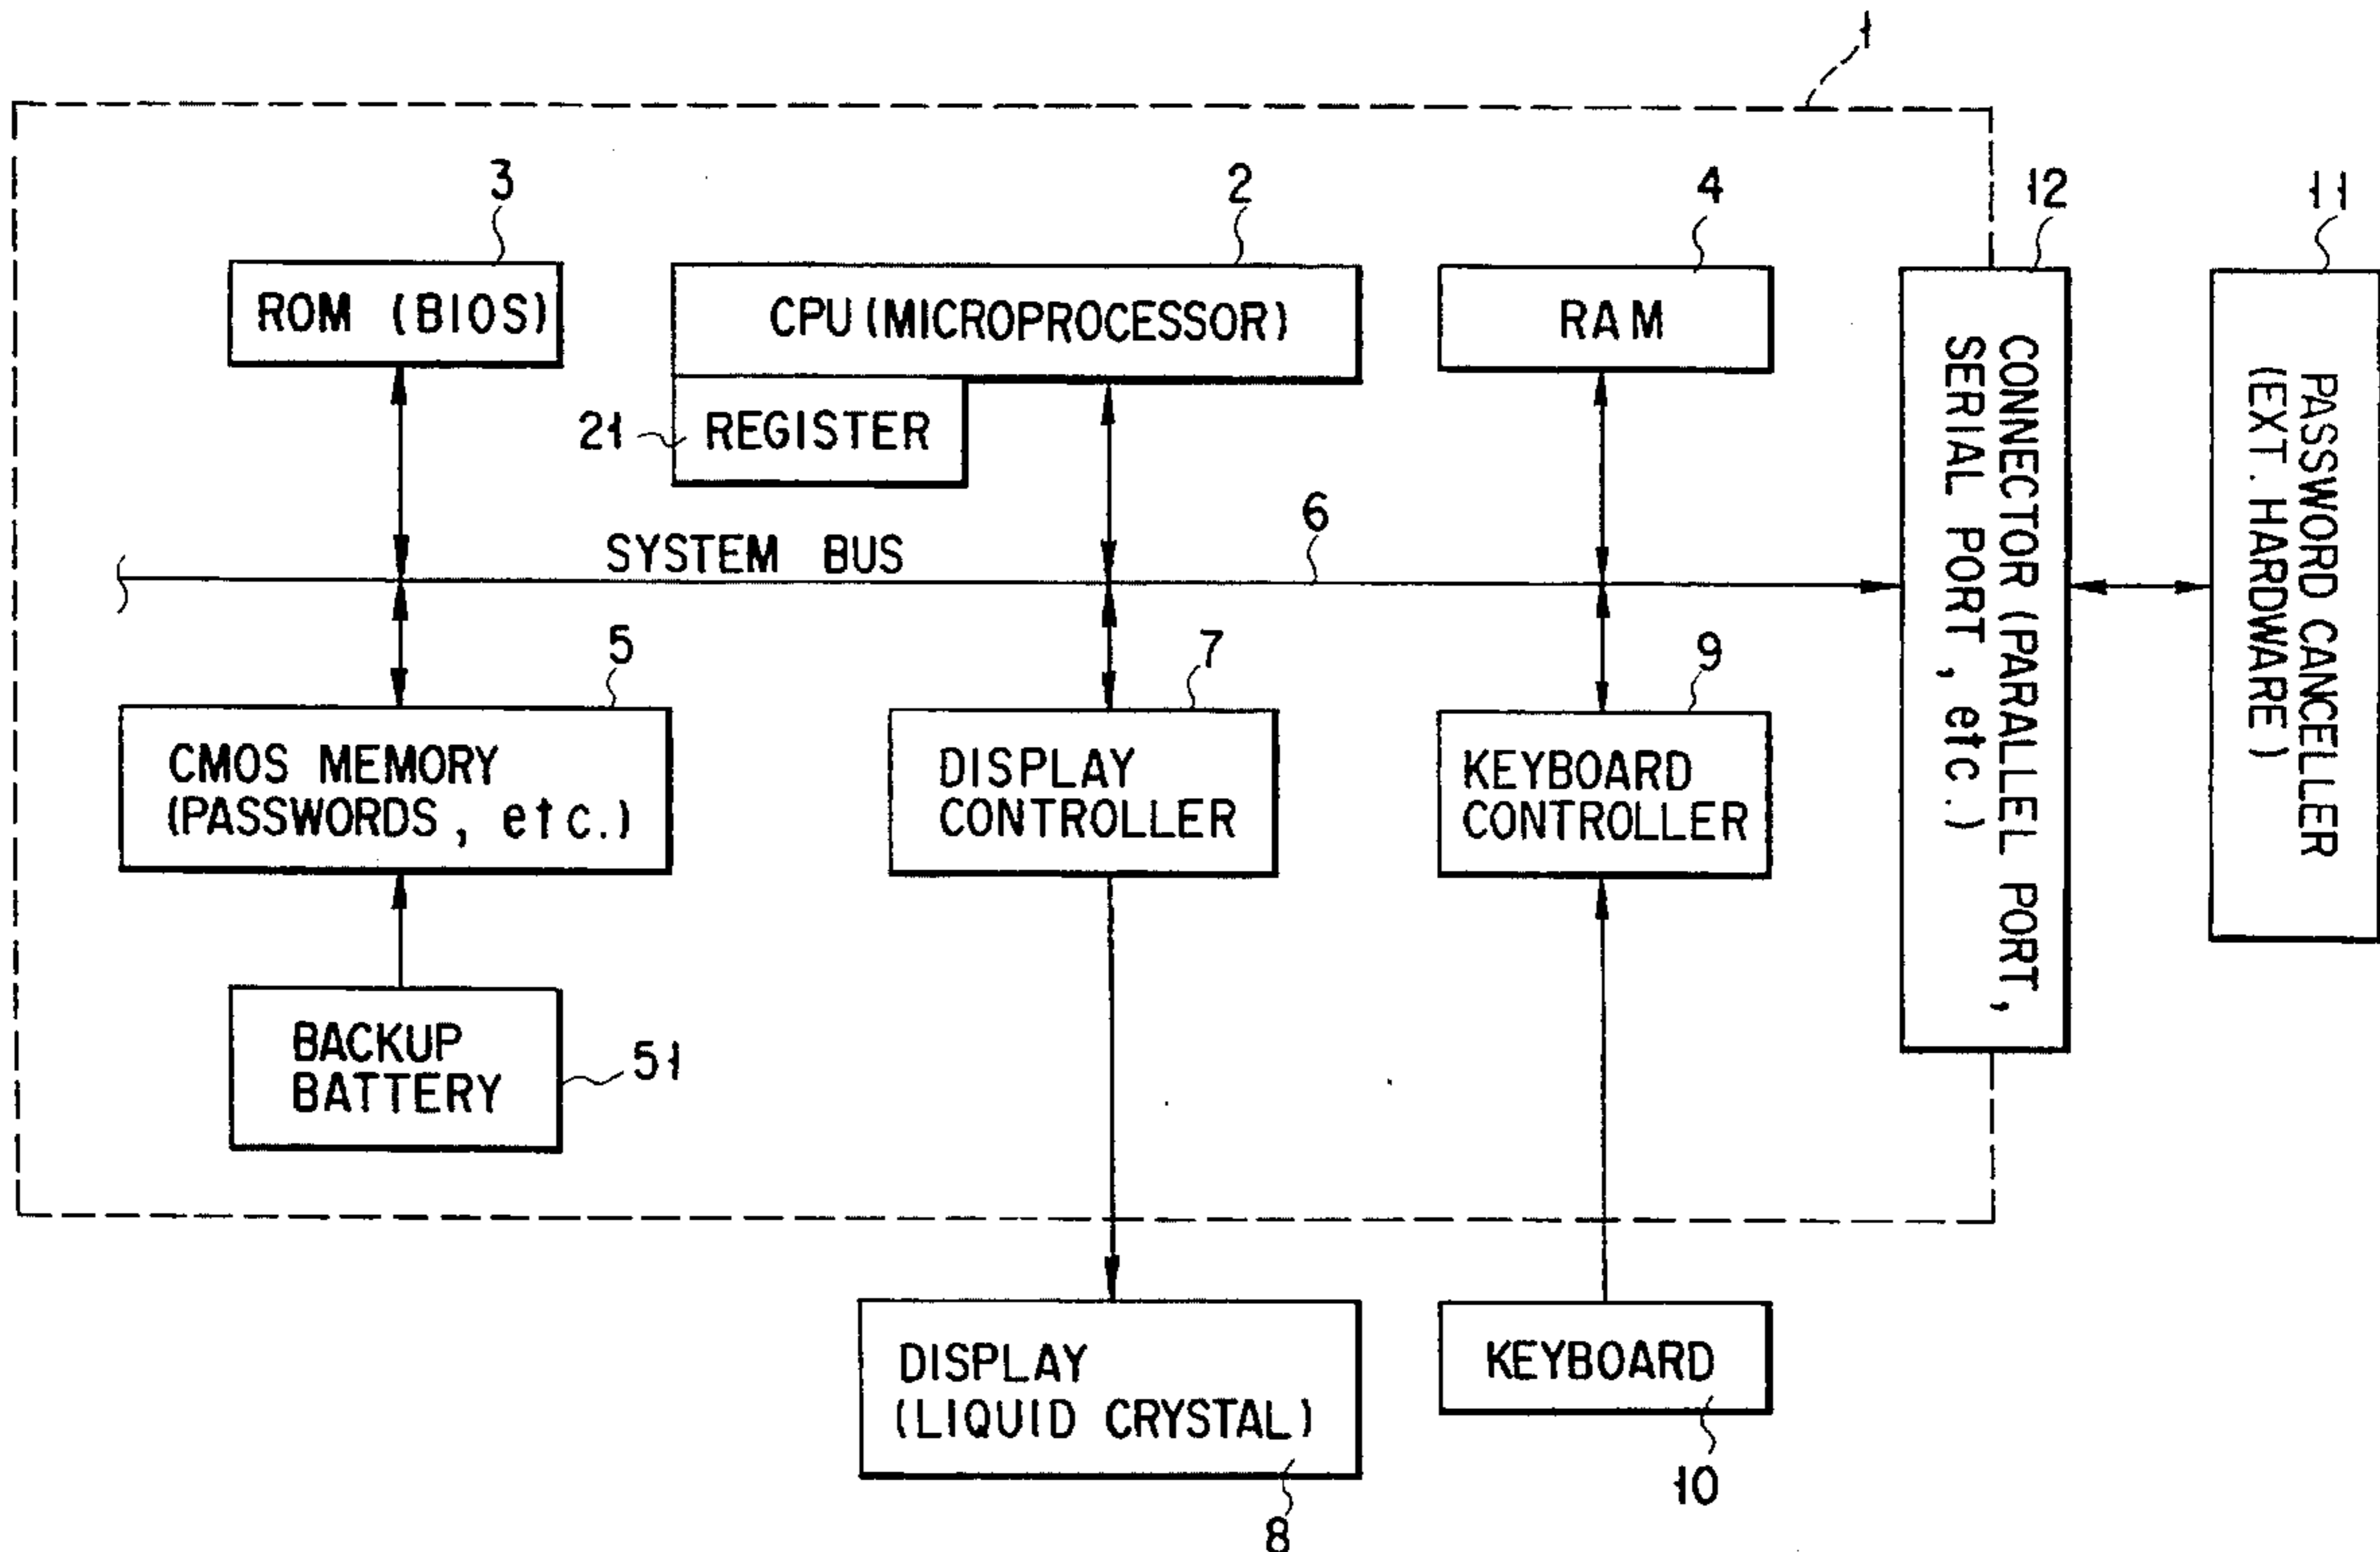 1
3
2
4
12
11
ROM (BIOS)
CPU (MICROPROCESSOR)
RAM
21
REGISTER
CONNECTOR (PARALLEL PORT,
SERIAL PORT, etc.)
PASSWORD CANCELLER
(EXT. HARDWARE)
6
SYSTEM BUS
5
7
9
CMOS MEMORY
(PASSWORDS, etc.)
DISPLAY
CONTROLLER
KEYBOARD
CONTROLLER
BACKUP
BATTERY
51
DISPLAY
(LIQUID CRYSTAL)
KEYBOARD
8
10